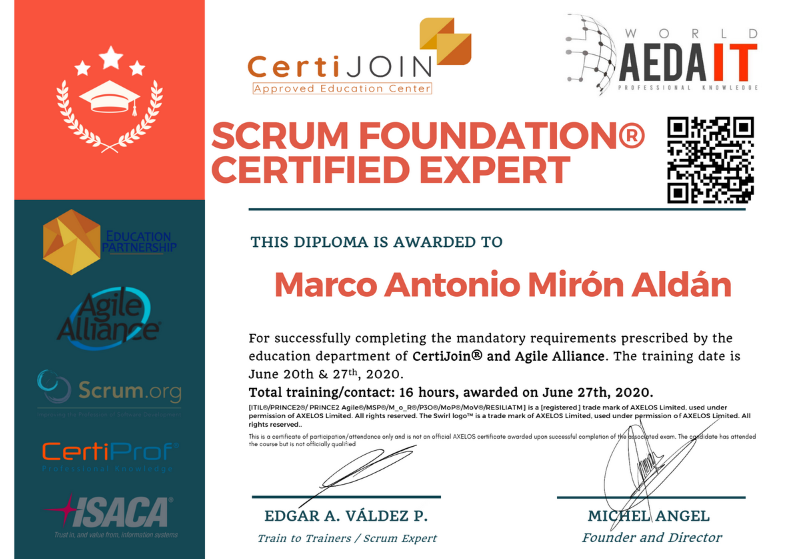 CertiJOIN
Approved Education Center
WORLD
AEDAIT
PROFESSIONAL KNOWLEDGE
SCRUM FOUNDATION®
CERTIFIED EXPERT
EDUCATION
PARTNERSHIP
Agile
Alliance®
Scrum.org
CertiProf®
Professional Knowledge
ISACA®
Trust in, and value from, information systems
THIS DIPLOMA IS AWARDED TO
Marco Antonio Mirón Aldán
For successfully completing the mandatory requirements prescribed by the
education department of CertiJoin® and Agile Alliance. The training date is
June 20th & 27th, 2020.
Total training/contact: 16 hours, awarded on June 27th, 2020.
[ITIL®/PRINCE2®/ PRINCE2 Agile®/MSP®/M_o_R®/P3O®/MoP®/MoV®/RESILIATM] is a [registered] trade mark of AXELOS Limited, used under
permission of AXELOS Limited. All rights reserved. The Swirl logo™ is a trade mark of AXELOS Limited, used under permission of AXELOS Limited. All
rights reserved..
This is a certificate of participation/attendance only and is not an official AXELOS certificate awarded upon successful completion of the associated exam. The candidate has attended
the course but is not officially qualified
EDGAR A. VÁLDEZ P.
Train to Trainers / Scrum Expert
MICHEL ANGEL
Founder and Director